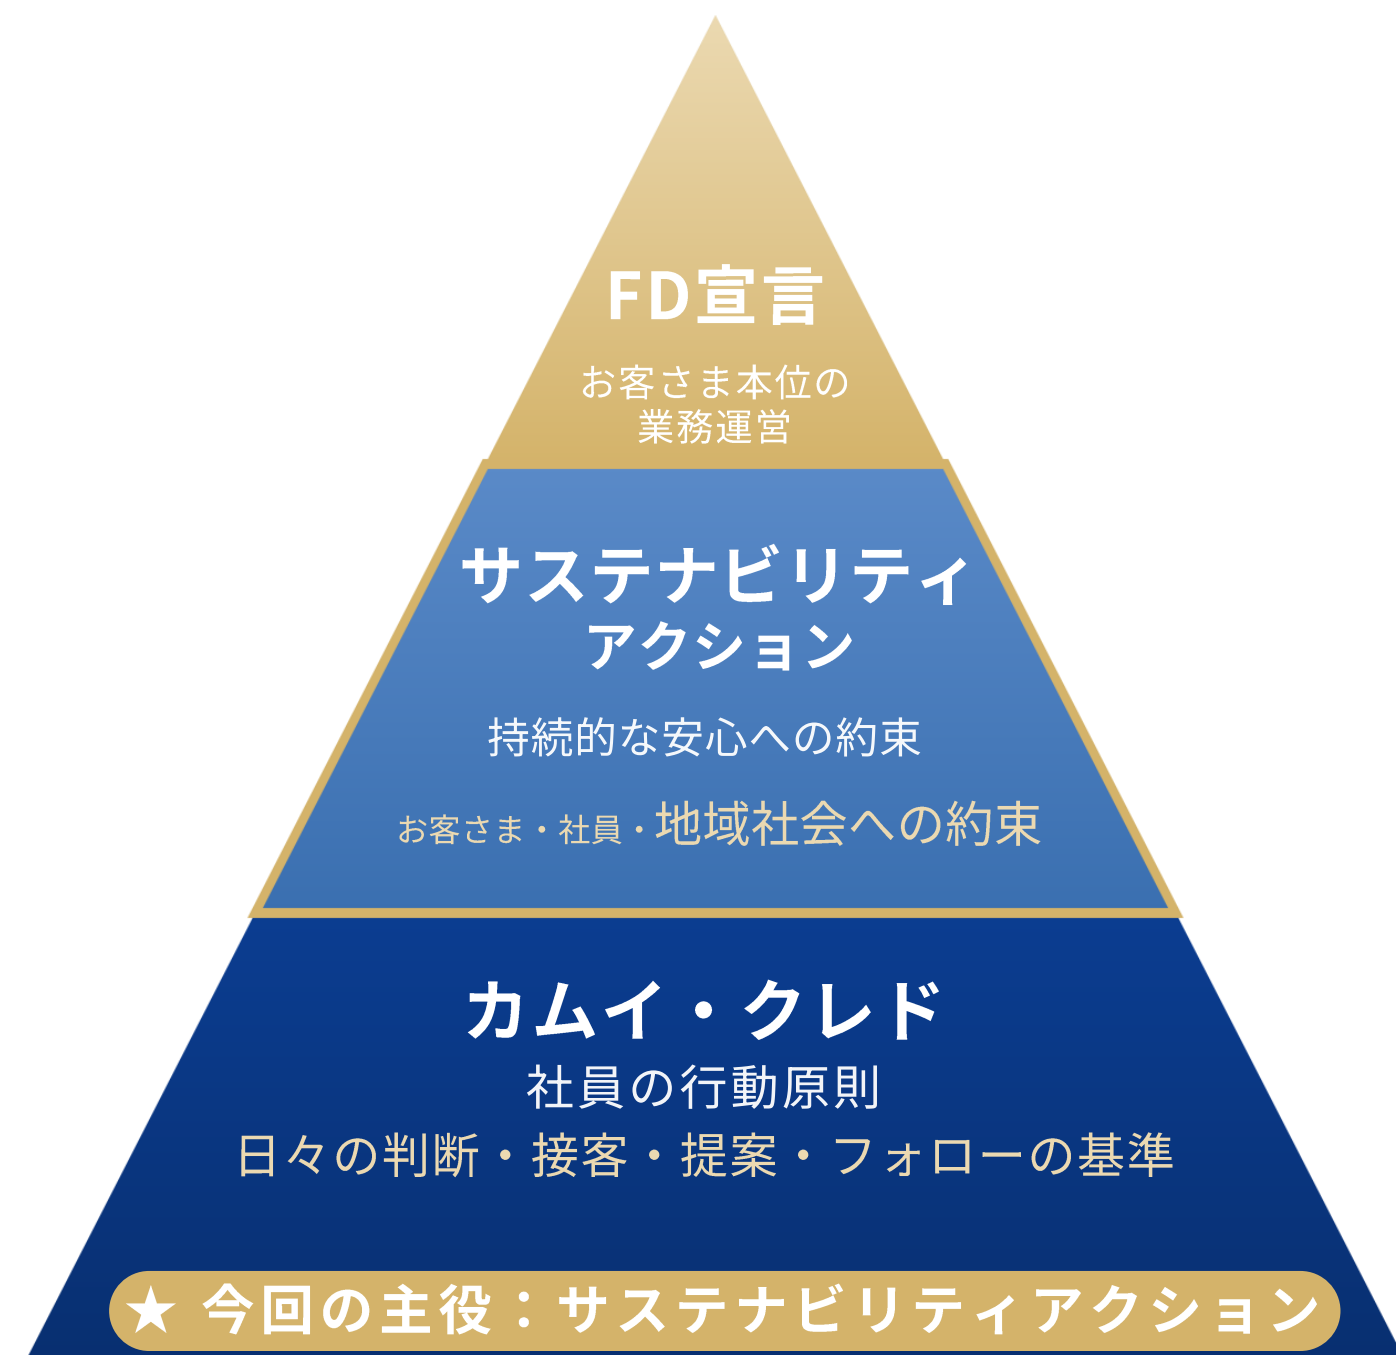 FD宣言
お客さま本位の
業務運営
サステナビリティ
アクション
持続的な安心への約束
お客さま・社員・地域社会への約束
カムイ・クレド
社員の行動原則
日々の判断・接客・提案・フォローの基準
★ 今回の主役：サステナビリティアクション